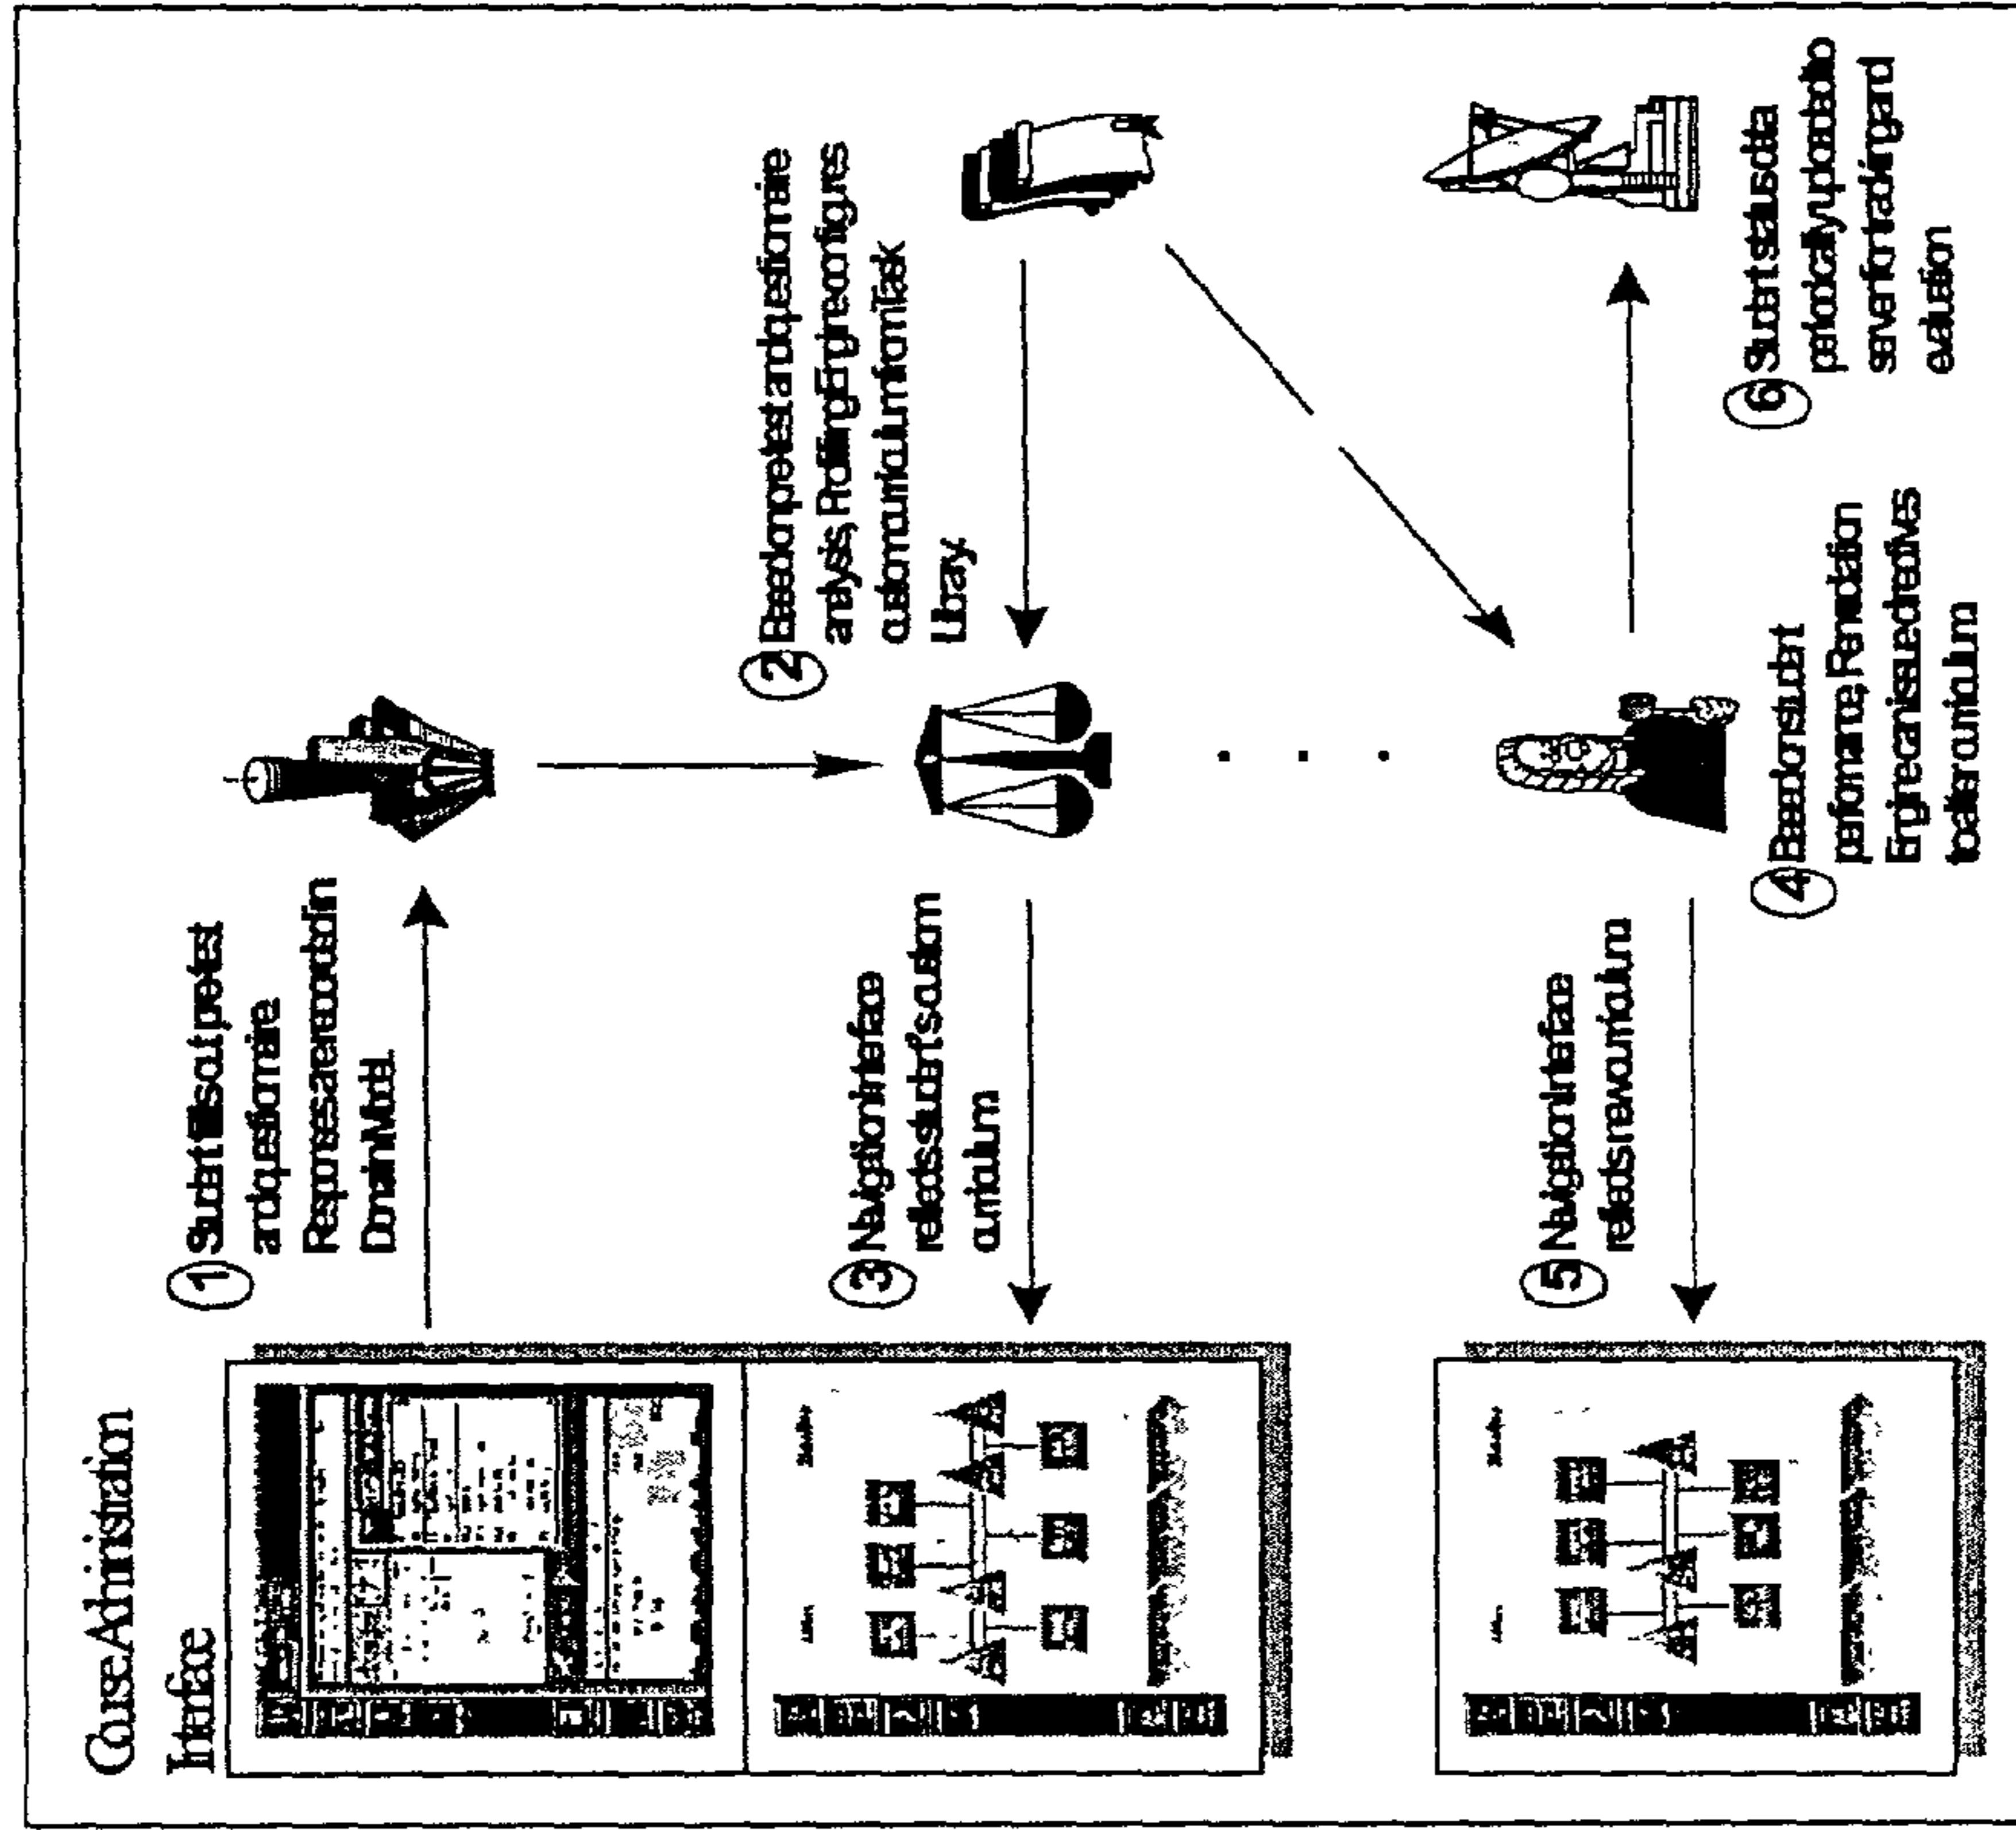 Course Administration
Interface
1 Student fills out pre-test
and questionnaire
Responses are recorded in
Domain Model.
2 Based on pretest and questionnaire
analysis, Profiling Engine configures
custom curriculum from Task
Library.
3 Navigation interface
reflects student's custom
curriculum
4 Based on student
performance, Remediation
Engine can issue directives
to alter curriculum
5 Navigation interface
reflects new curriculum
6 Student status data
periodically uploaded to
server for tracking and
evaluation